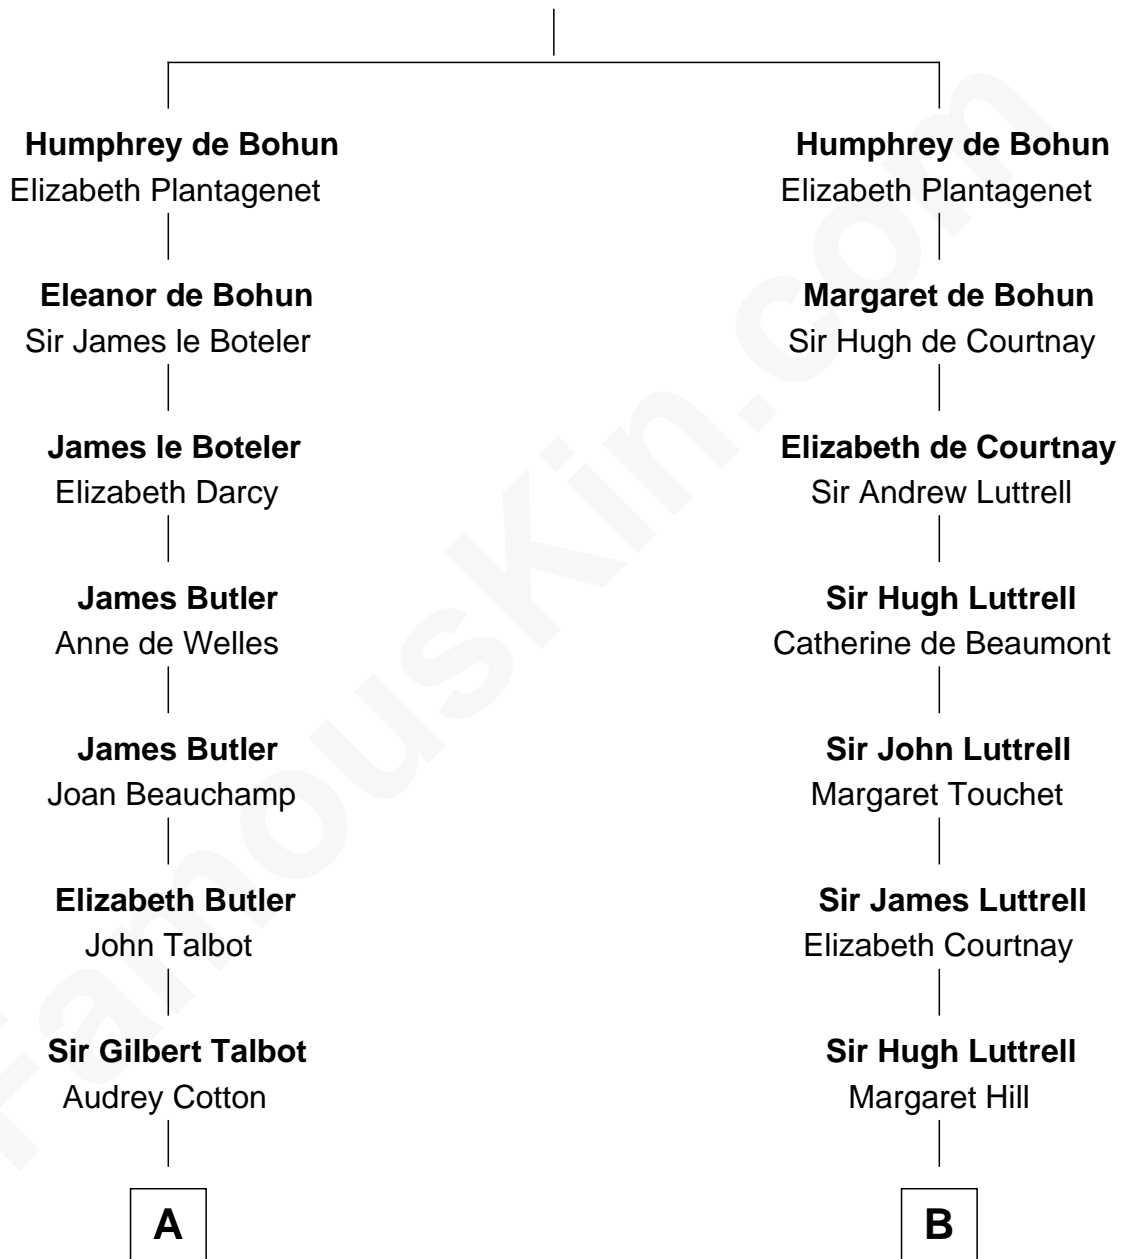 Humphrey de Bohun
Elizabeth Plantagenet
Eleanor de Bohun
Sir James le Boteler
James le Boteler
Elizabeth Darcy
James Butler
Anne de Welles
James Butler
Joan Beauchamp
Elizabeth Butler
John Talbot
Sir Gilbert Talbot
Audrey Cotton
A
Humphrey de Bohun
Elizabeth Plantagenet
Margaret de Bohun
Sir Hugh de Courtnay
Elizabeth de Courtnay
Sir Andrew Luttrell
Sir Hugh Luttrell
Catherine de Beaumont
Sir John Luttrell
Margaret Touchet
Sir James Luttrell
Elizabeth Courtnay
Sir Hugh Luttrell
Margaret Hill
B
FamousKin.com